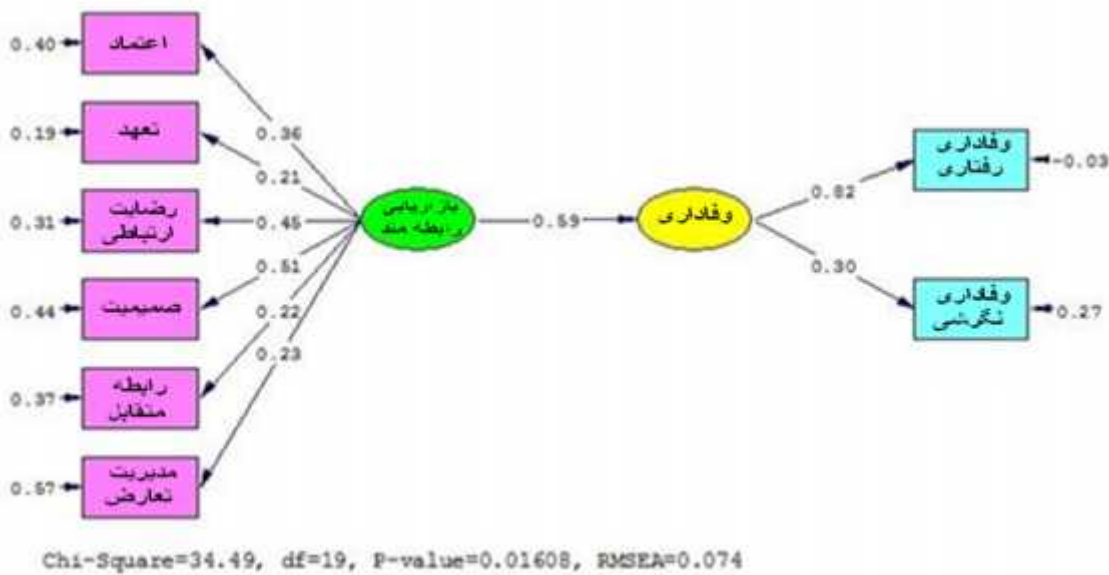 0.40
اعتماد
0.36
0.19
تعهد
0.21
0.31
رضایت
ارتباطی
0.45
0.44
صمیمیت
0.51
0.37
رابطه
متقابل
0.22
0.57
مدیریت
تعارض
0.23
بازاریابی
رابطه مند
0.59
وفاداری
0.82
وفاداری
رفتاری
-0.03
0.30
وفاداری
نگرشی
0.27
Chi-Square=34.49, df=19, P-value=0.01608, RMSEA=0.074